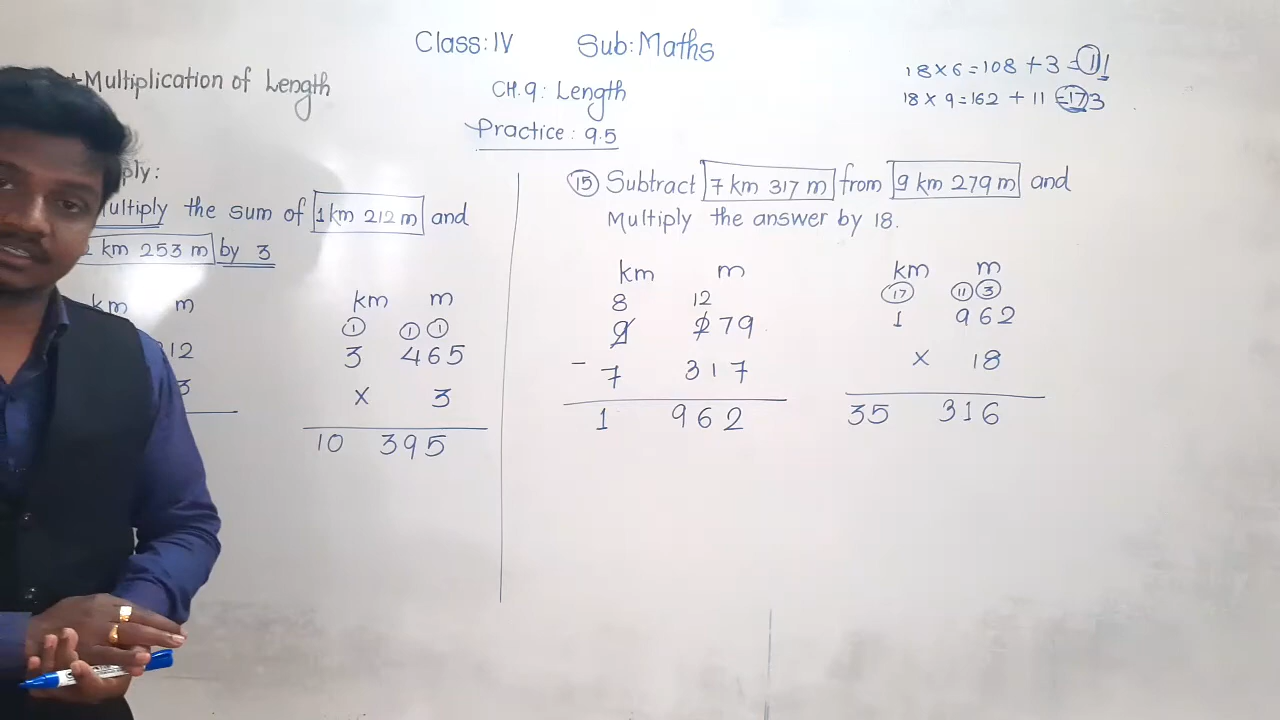 Class: IV Sub: Maths
Multiplication of Length
CH.9: Length
Practice: 9.5
18 x 6 = 108 + 3 = 111
18 x 9 = 162 + 11 = 173
ply:
Multiply the sum of 1 km 212 m and
2 km 253 m by 3
km m
12
3
km m
1 1 1
3 465
x 3
10 395
15 Subtract 7 km 317 m from 9 km 279 m and
Multiply the answer by 18.
km m
8 12
9 279
- 7 317
1 962
km m
17 11 3
1 962
x 18
35 316